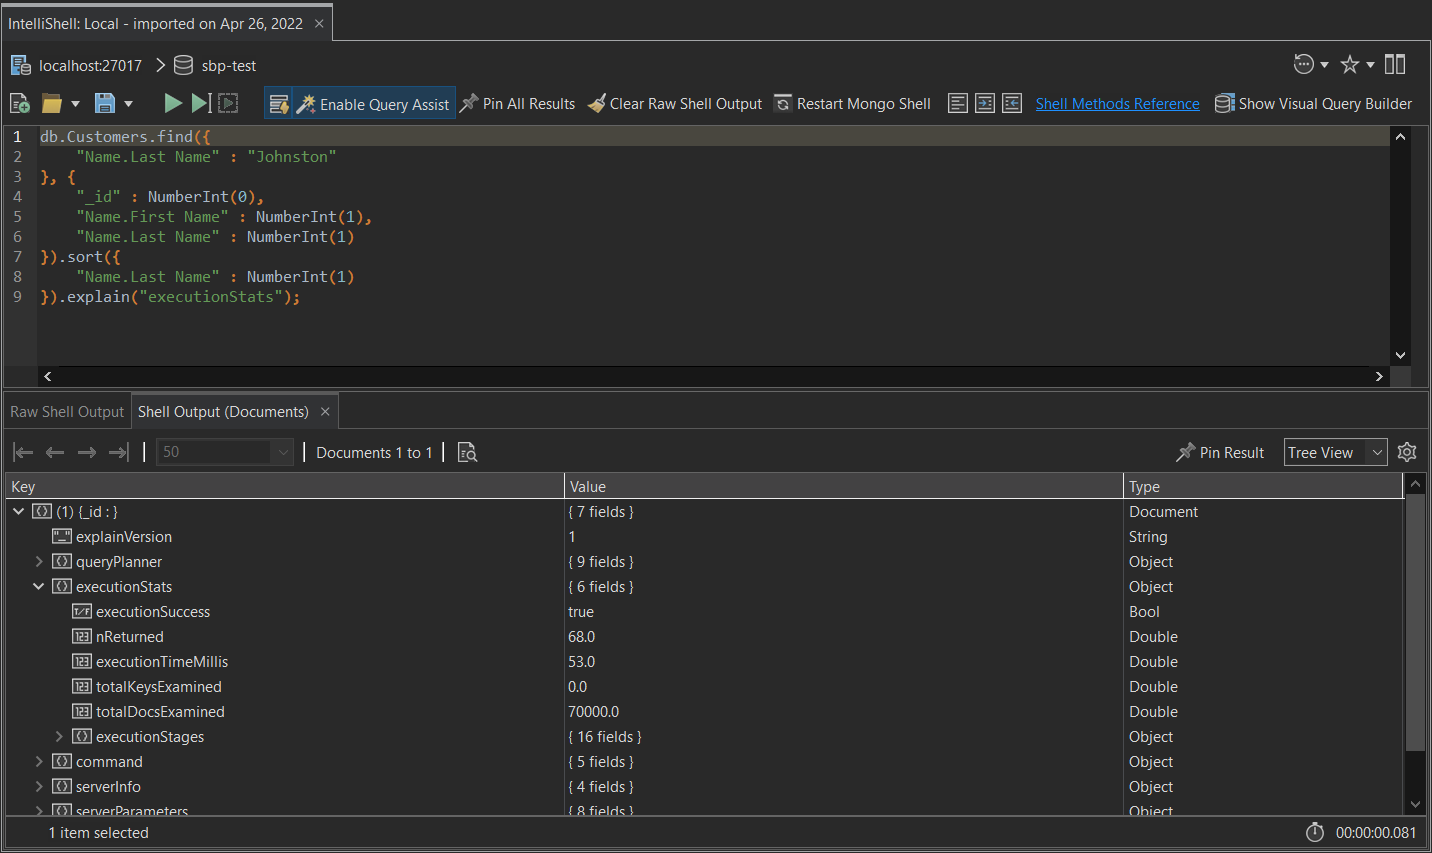 IntelliShell: Local - imported on Apr 26, 2022
localhost:27017 sbp-test
Enable Query Assist Pin All Results Clear Raw Shell Output Restart Mongo Shell Shell Methods Reference Show Visual Query Builder
1 db.Customers.find({
2 "Name.Last Name" : "Johnston"
3 }, {
4 "_id" : NumberInt(0),
5 "Name.First Name" : NumberInt(1),
6 "Name.Last Name" : NumberInt(1)
7 }).sort({
8 "Name.Last Name" : NumberInt(1)
9 }).explain("executionStats");
Raw Shell Output Shell Output (Documents)
50 Documents 1 to 1 Pin Result Tree View
Key Value Type
(1) {_id : } { 7 fields } Document
explainVersion 1 String
queryPlanner { 9 fields } Object
executionStats { 6 fields } Object
T/F executionSuccess true Bool
123 nReturned 68.0 Double
123 executionTimeMillis 53.0 Double
123 totalKeysExamined 0.0 Double
123 totalDocsExamined 70000.0 Double
executionStages { 16 fields } Object
command { 5 fields } Object
serverInfo { 4 fields } Object
serverParameters { 8 fields } Object
1 item selected 00:00:00.081